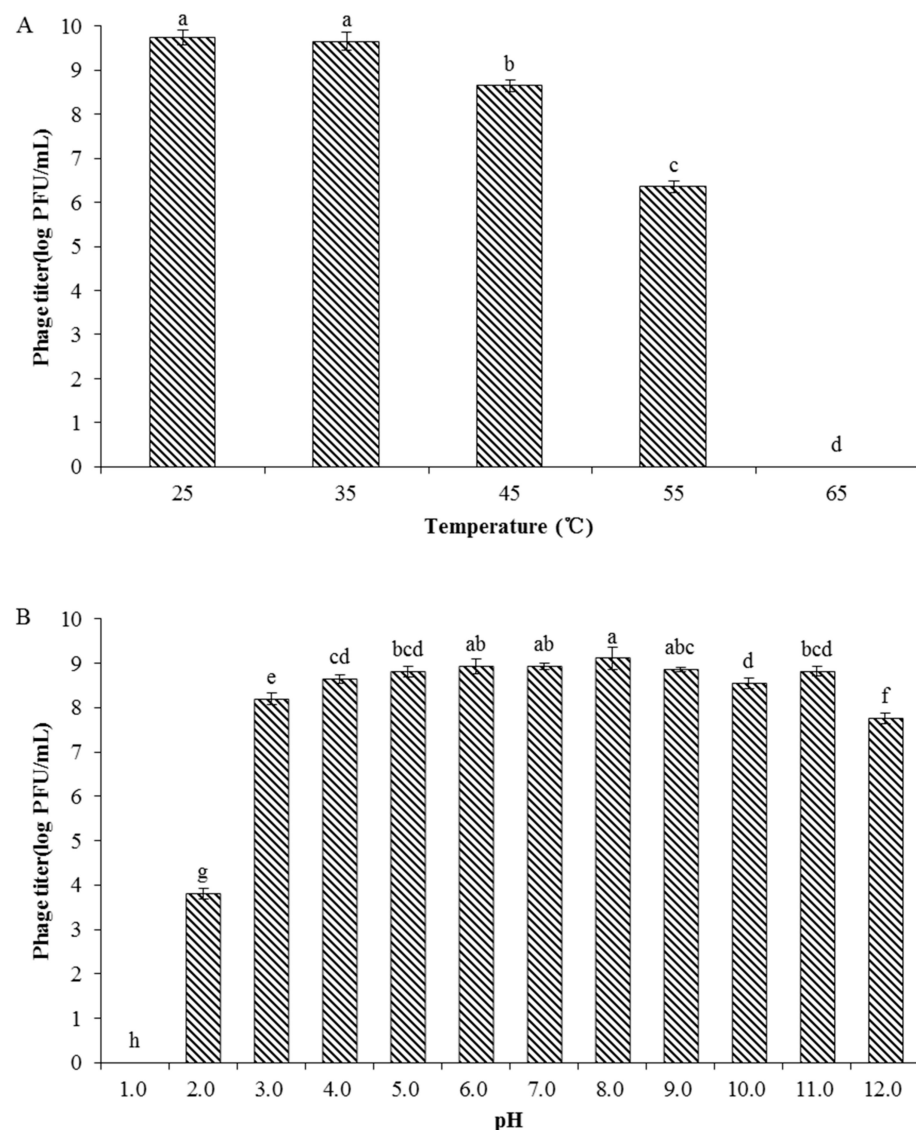 A
Phage titer(log PFU/mL)
10
9
8
7
6
5
4
3
2
1
0
a
a
b
c
d
25 35 45 55 65
Temperature (℃)
B
Phage titer(log PFU/mL)
10
9
8
7
6
5
4
3
2
1
0
h
g
e
cd
bcd
ab
ab
a
abc
d
bcd
f
1.0 2.0 3.0 4.0 5.0 6.0 7.0 8.0 9.0 10.0 11.0 12.0
pH